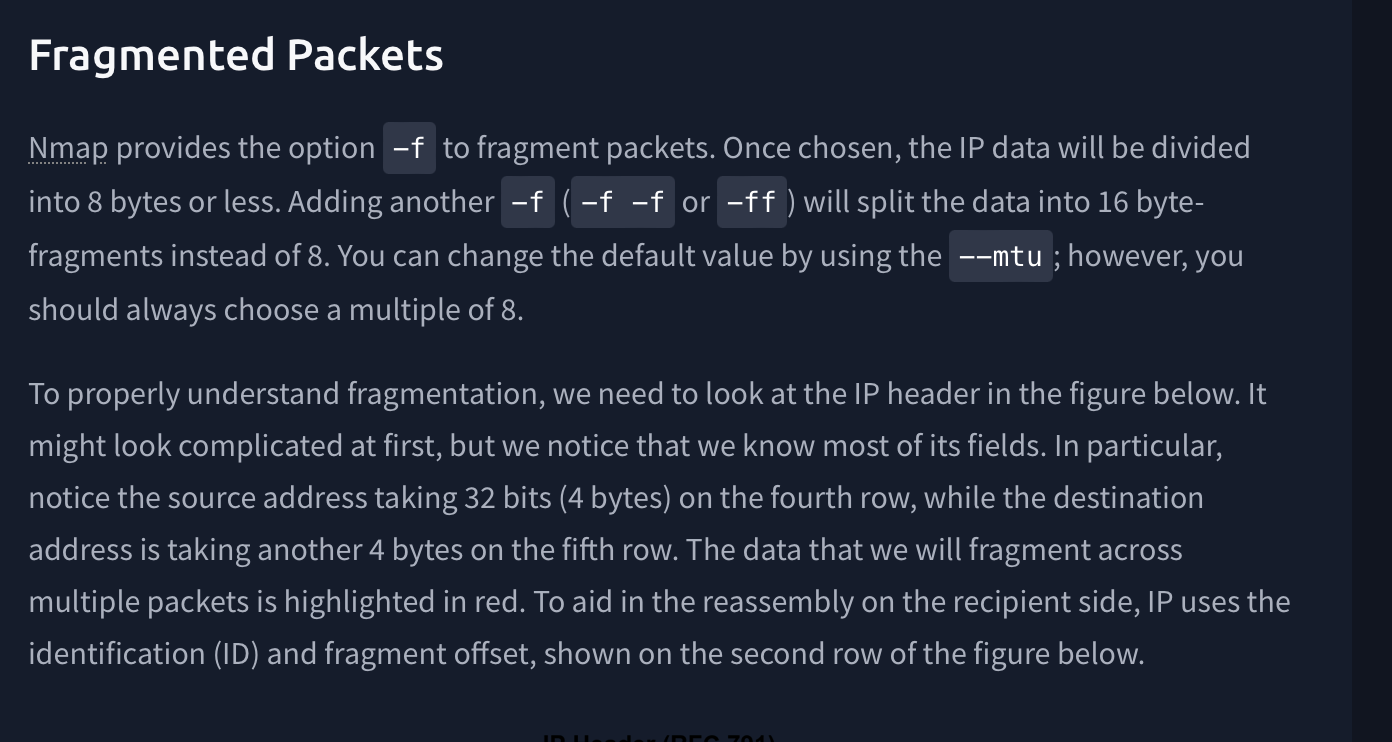 Fragmented Packets
Nmap provides the option -f to fragment packets. Once chosen, the IP data will be divided
into 8 bytes or less. Adding another -f (-f -f or -ff) will split the data into 16 byte-
fragments instead of 8. You can change the default value by using the --mtu; however, you
should always choose a multiple of 8.
To properly understand fragmentation, we need to look at the IP header in the figure below. It
might look complicated at first, but we notice that we know most of its fields. In particular,
notice the source address taking 32 bits (4 bytes) on the fourth row, while the destination
address is taking another 4 bytes on the fifth row. The data that we will fragment across
multiple packets is highlighted in red. To aid in the reassembly on the recipient side, IP uses the
identification (ID) and fragment offset, shown on the second row of the figure below.
IP Header (RFC 791)